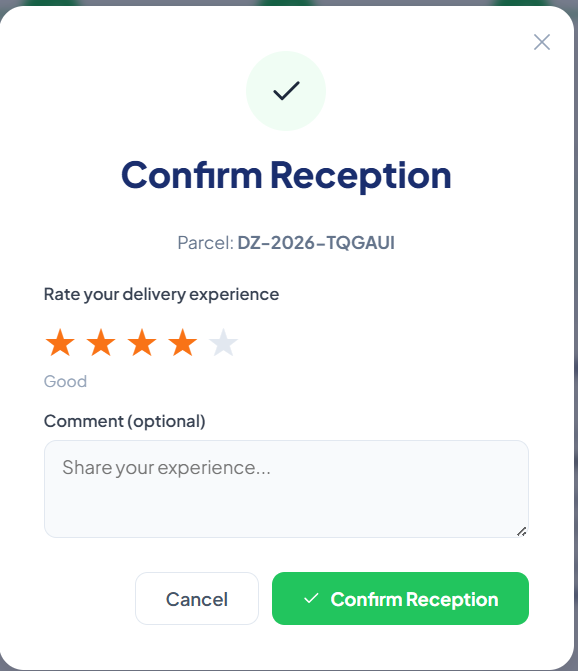 Confirm Reception
Parcel: DZ-2026-TQGAUI
Rate your delivery experience
Good
Comment (optional)
Share your experience...
Cancel
Confirm Reception